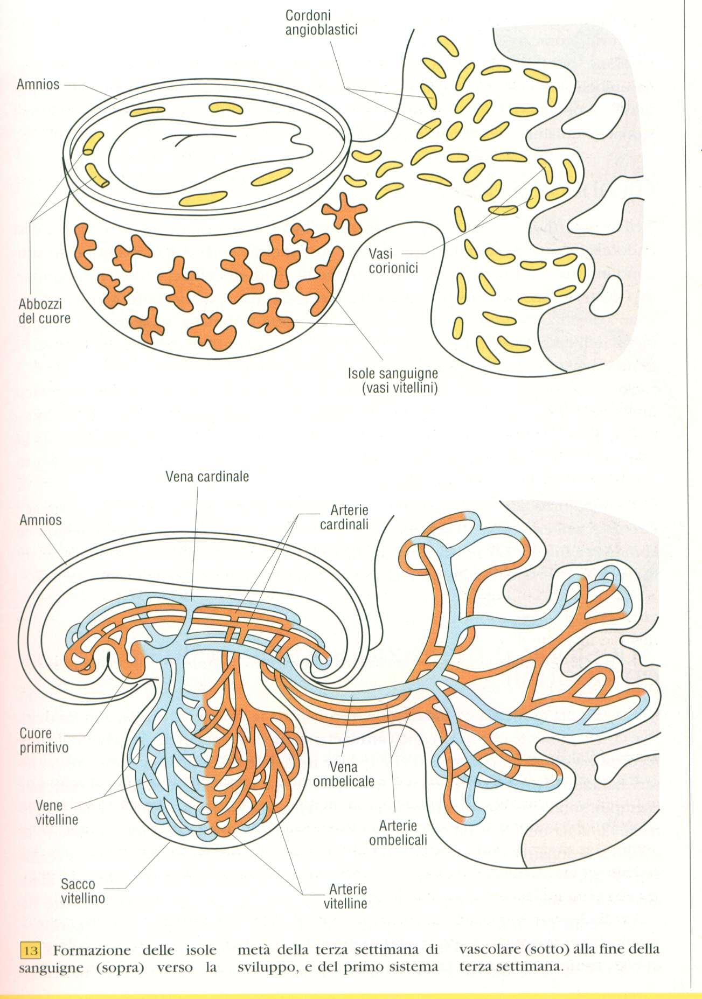 Cordoni
angioblastici
Amnios
Vasi
corionici
Abbozzi
del cuore
Isole sanguigne
(vasi vitellini)
Vena cardinale
Amnios
Arterie
cardinali
Cuore
primitivo
Vena
ombelicale
Vene
vitelline
Arterie
ombelicali
Sacco
vitellino
Arterie
vitelline
13 Formazione delle isole
sanguigne (sopra) verso la
metà della terza settimana di
sviluppo, e del primo sistema
vascolare (sotto) alla fine della
terza settimana.